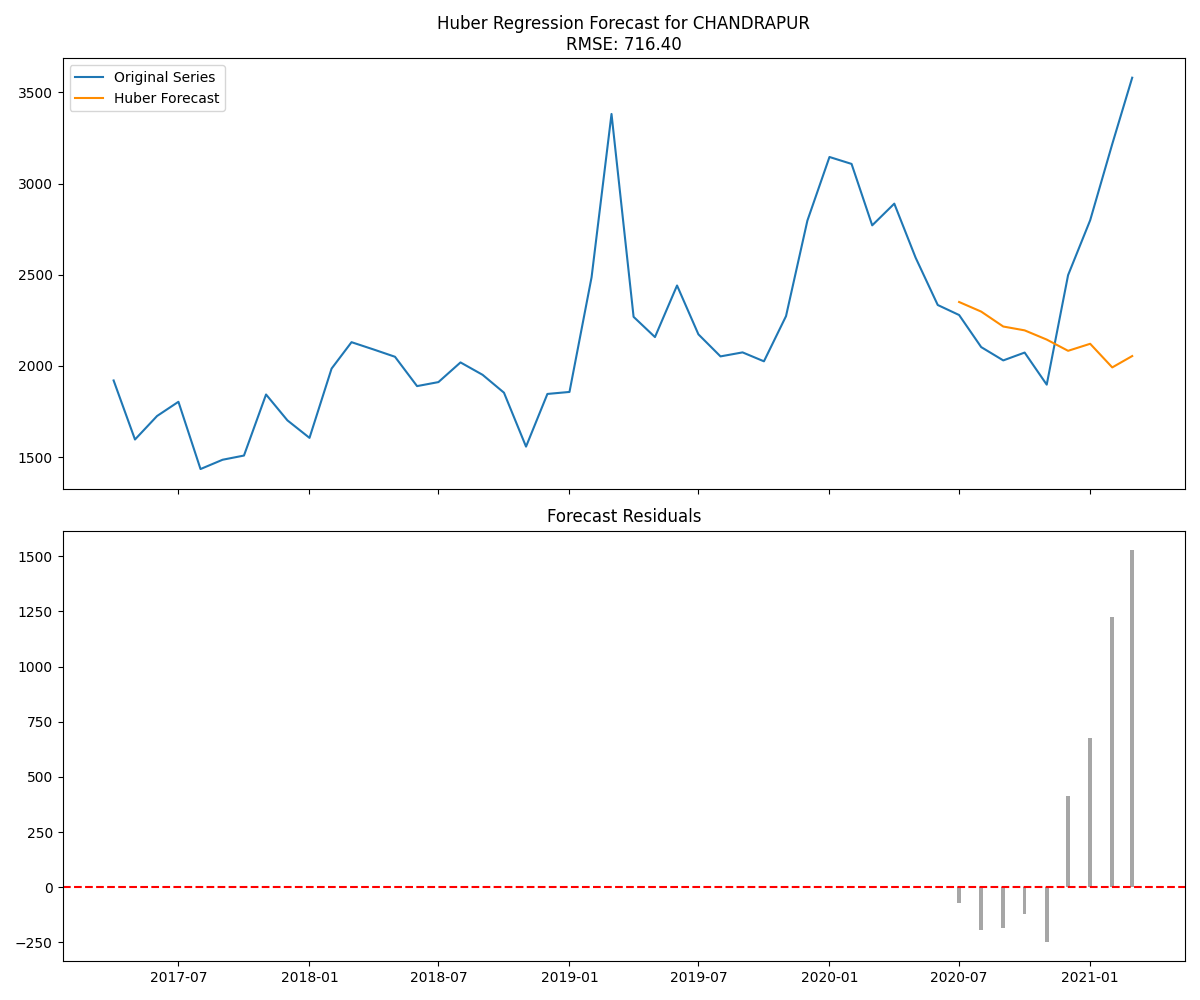 Huber Regression Forecast for CHANDRAPUR
RMSE: 716.40
Original Series
Huber Forecast
3500
3000
2500
2000
1500
Forecast Residuals
1500
1250
1000
750
500
250
0
−250
2017-07 2018-01 2018-07 2019-01 2019-07 2020-01 2020-07 2021-01